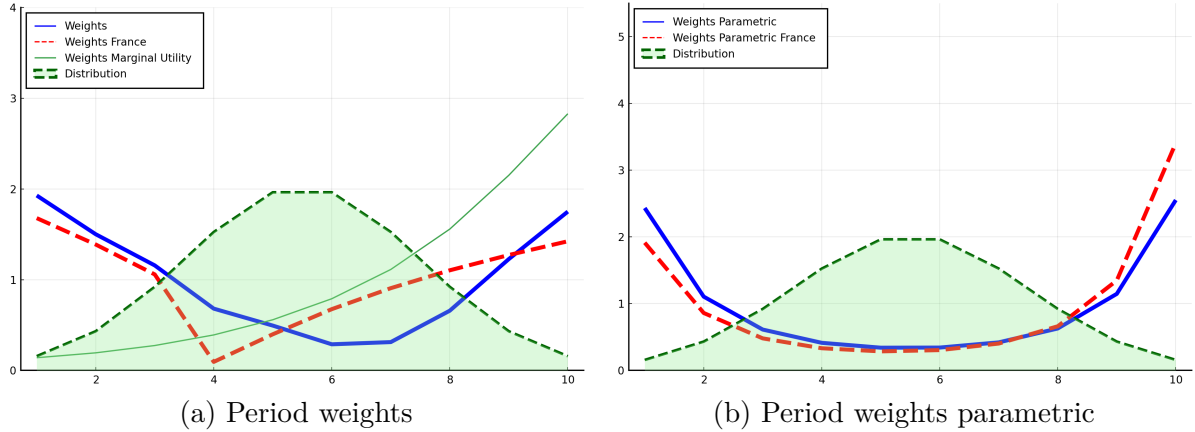 4
3
2
1
0
2
4
6
8
10
Weights
Weights France
Weights Marginal Utility
Distribution
(a) Period weights
5
4
3
2
1
0
2
4
6
8
10
Weights Parametric
Weights Parametric France
Distribution
(b) Period weights parametric